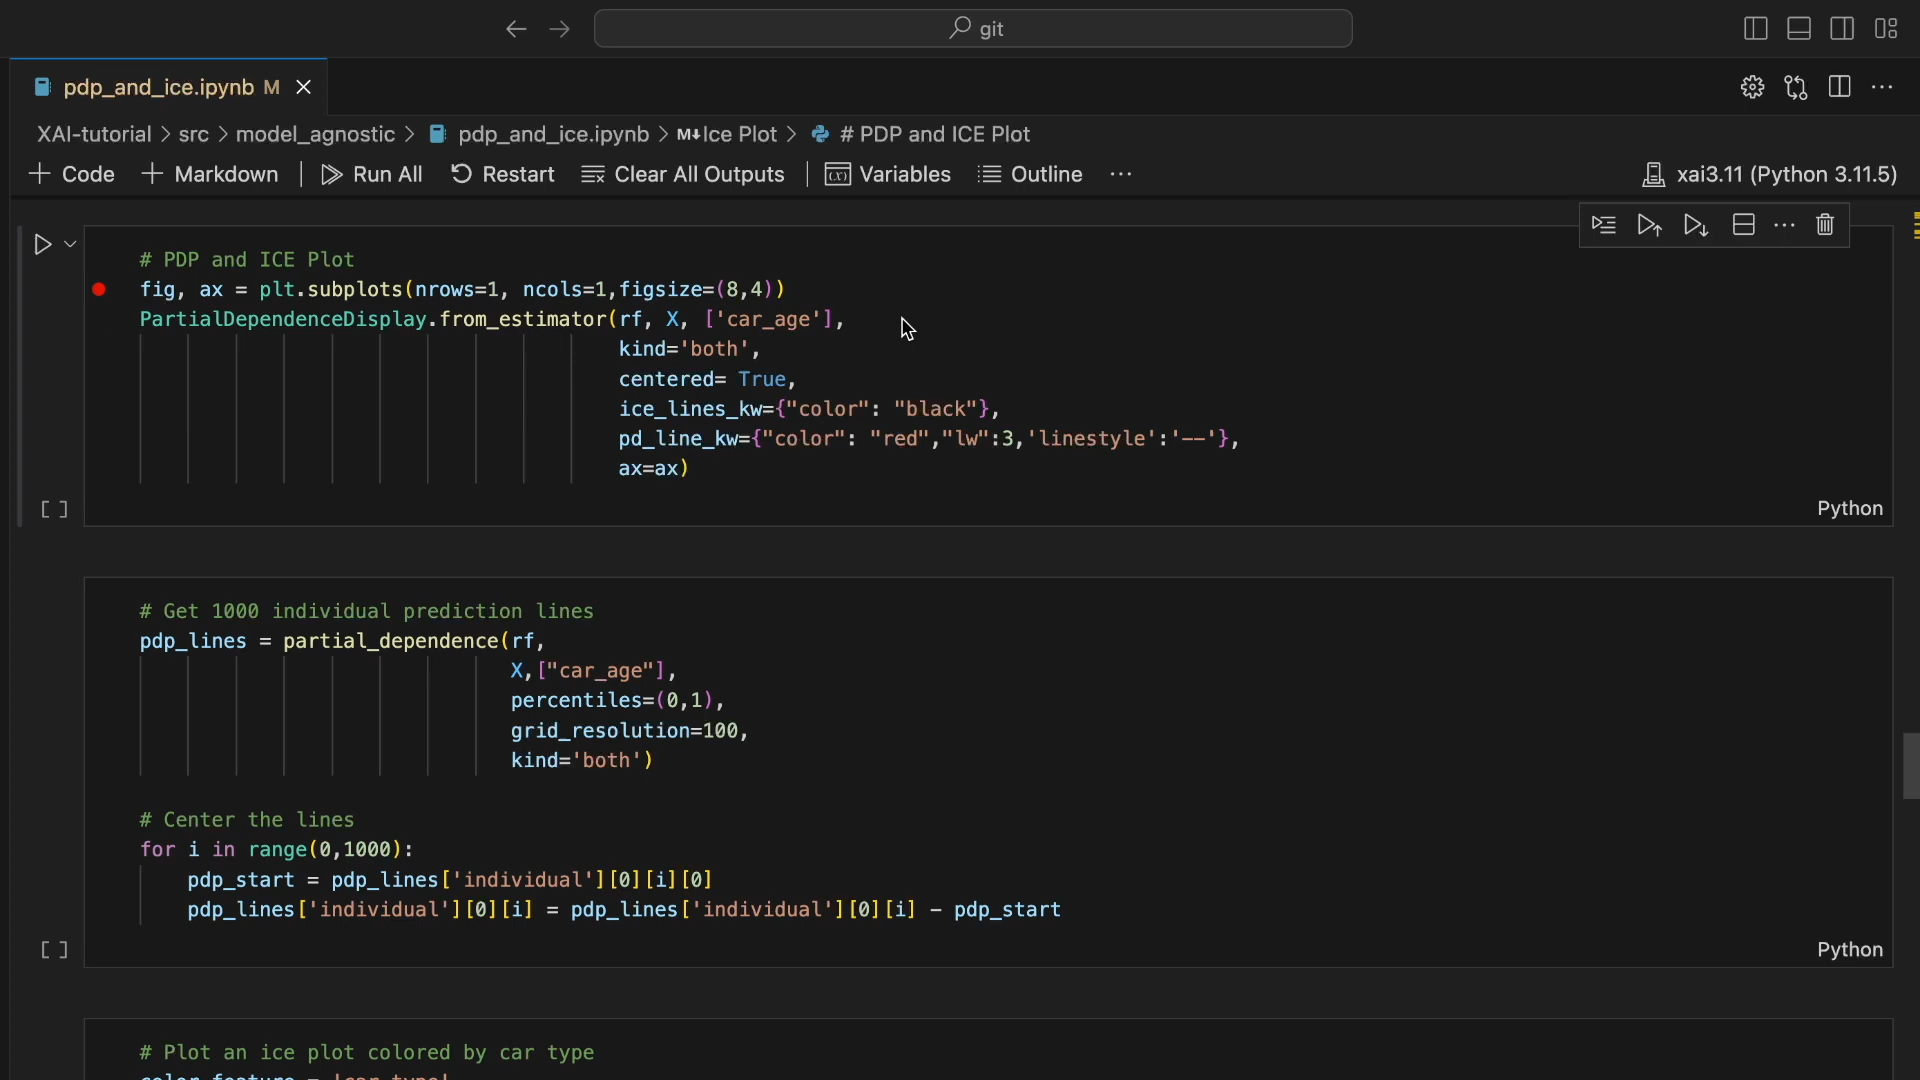 git
pdp_and_ice.ipynb M
XAI-tutorial > src > model_agnostic > pdp_and_ice.ipynb > M↓Ice Plot > # PDP and ICE Plot
+ Code + Markdown | Run All Restart Clear All Outputs | Variables Outline ... xai3.11 (Python 3.11.5)
# PDP and ICE Plot
fig, ax = plt.subplots(nrows=1, ncols=1,figsize=(8,4))
PartialDependenceDisplay.from_estimator(rf, X, ['car_age'],
kind='both',
centered= True,
ice_lines_kw={"color": "black"},
pd_line_kw={"color": "red","lw":3,'linestyle':'--'},
ax=ax)
[ ] Python
# Get 1000 individual prediction lines
pdp_lines = partial_dependence(rf,
X,["car_age"],
percentiles=(0,1),
grid_resolution=100,
kind='both')
# Center the lines
for i in range(0,1000):
pdp_start = pdp_lines['individual'][0][i][0]
pdp_lines['individual'][0][i] = pdp_lines['individual'][0][i] - pdp_start
[ ] Python
# Plot an ice plot colored by car type
color_feature = 'car_type'